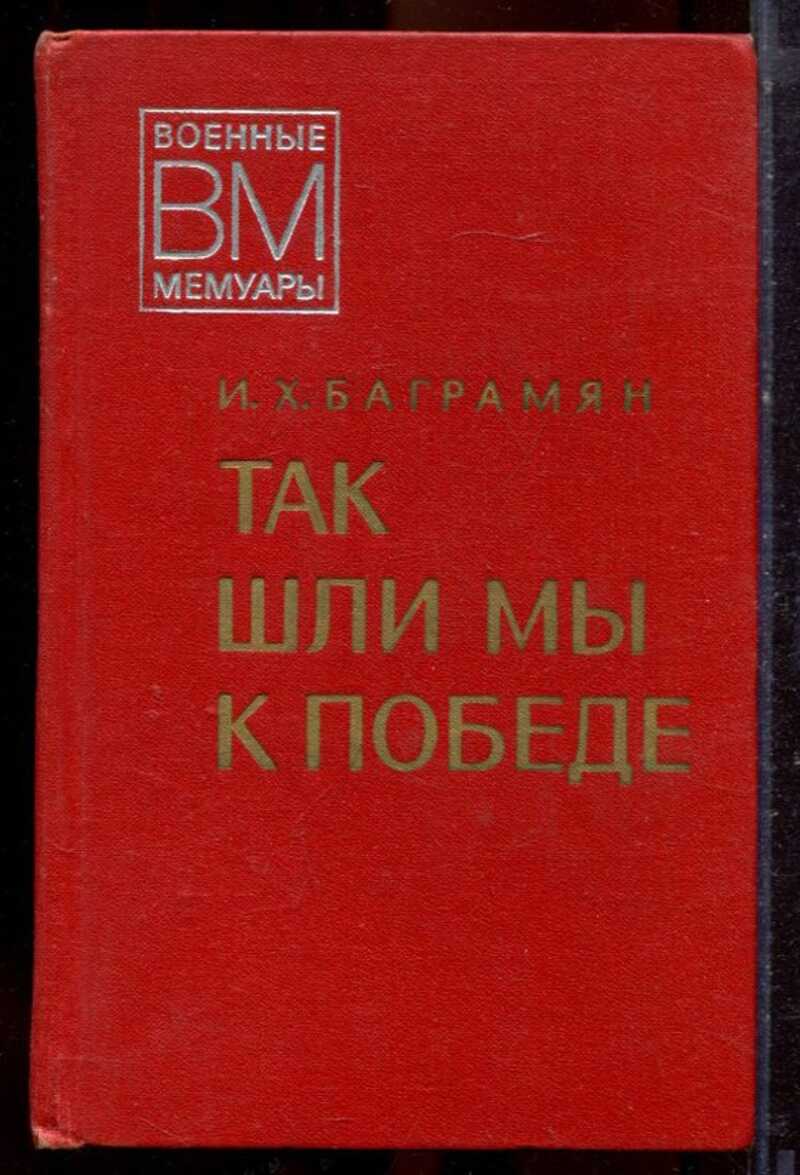 ВОЕННЫЕ
ВМ
МЕМУАРЫ
И. Х. БАГРАМЯН
ТАК
ШЛИ МЫ
К ПОБЕДЕ